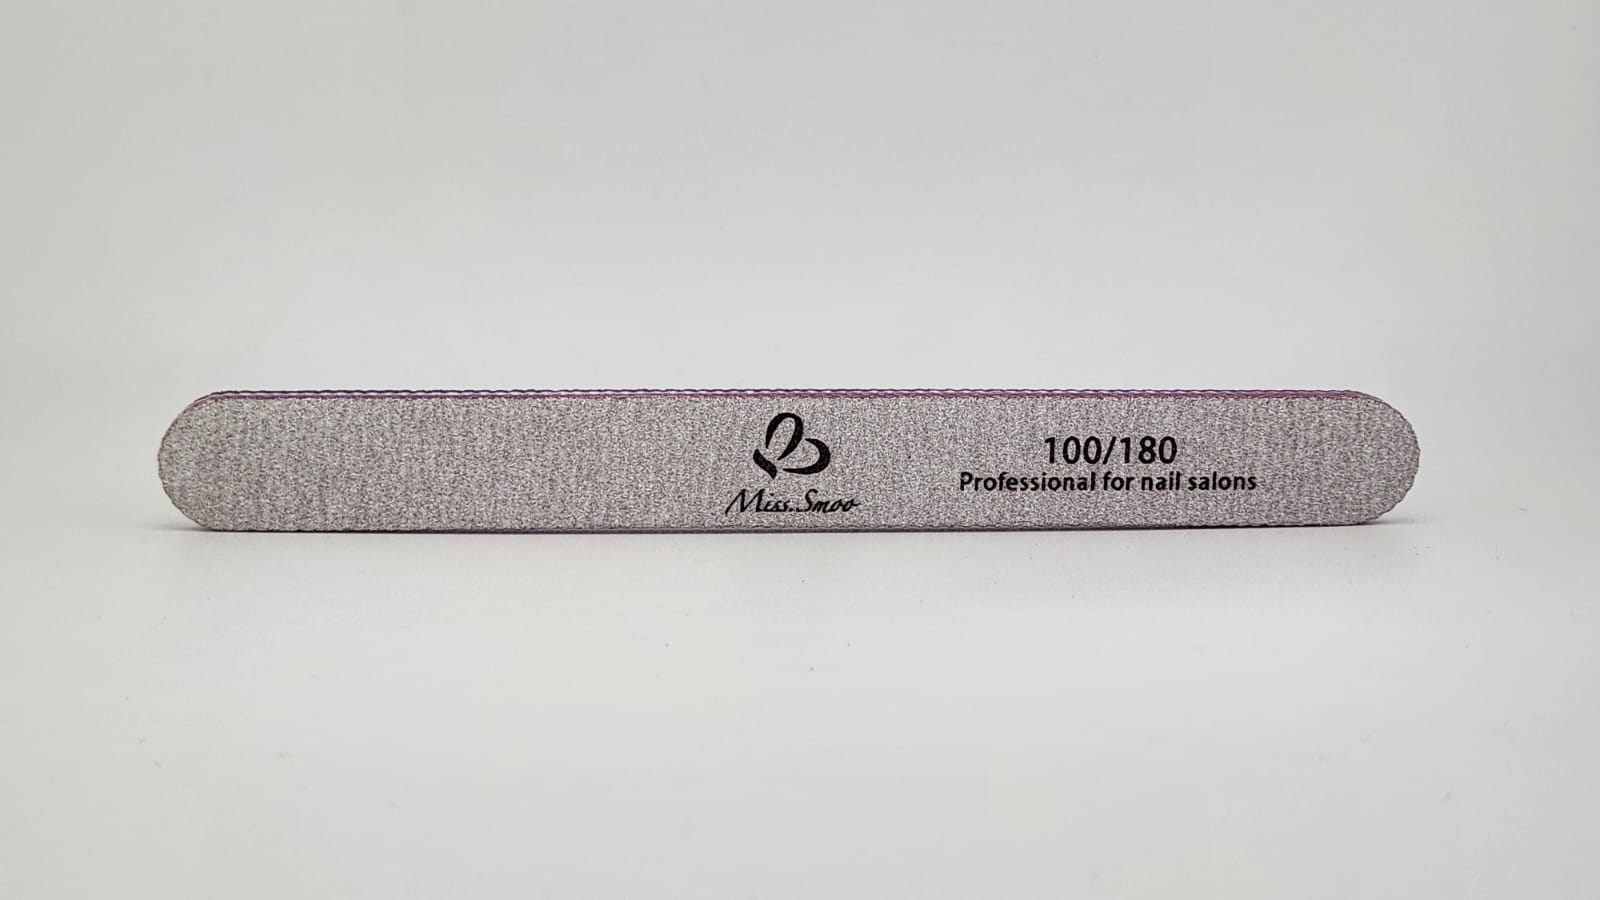 Miss.Smoo
100/180
Professional for nail salons